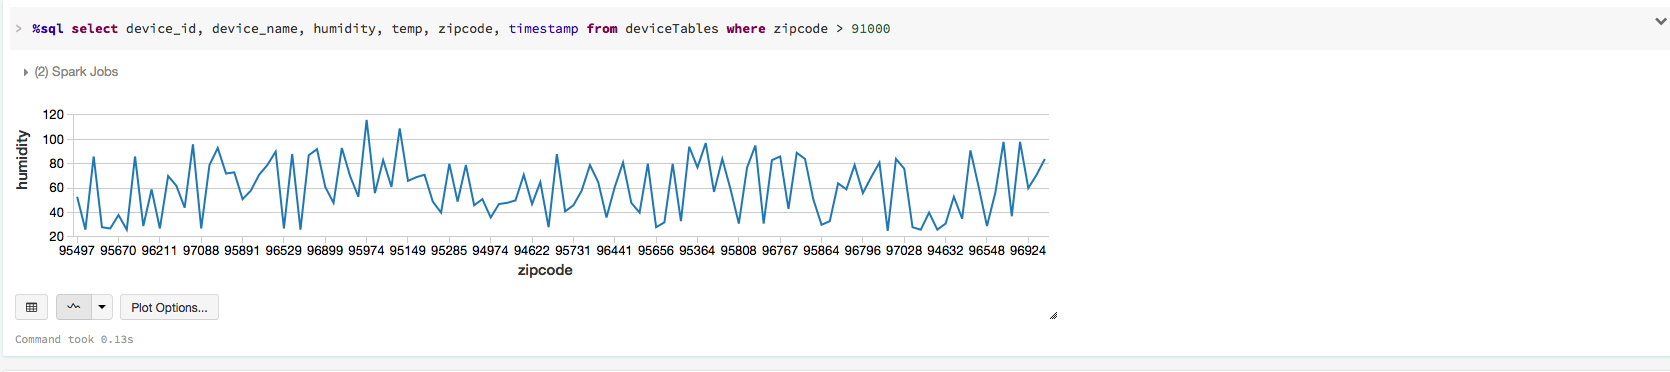 > %sql select device_id, device_name, humidity, temp, zipcode, timestamp from deviceTables where zipcode > 91000
(2) Spark Jobs
humidity
120
100
80
60
40
20
95497 95670 96211 97088 95891 96529 96899 95974 95149 95285 94974 94622 95731 96441 95656 95364 95808 96767 95864 96796 97028 94632 96548 96924
zipcode
Plot Options...
Command took 0.13s